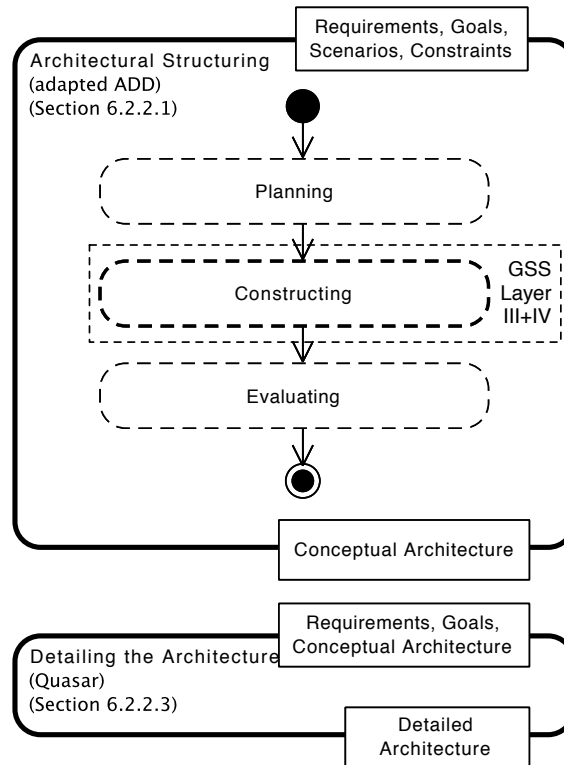 Requirements, Goals,
Scenarios, Constraints
Architectural Structuring
(adapted ADD)
(Section 6.2.2.1)
Planning
Constructing
GSS
Layer
III+IV
Evaluating
Conceptual Architecture
Requirements, Goals,
Conceptual Architecture
Detailing the Architecture
(Quasar)
(Section 6.2.2.3)
Detailed
Architecture